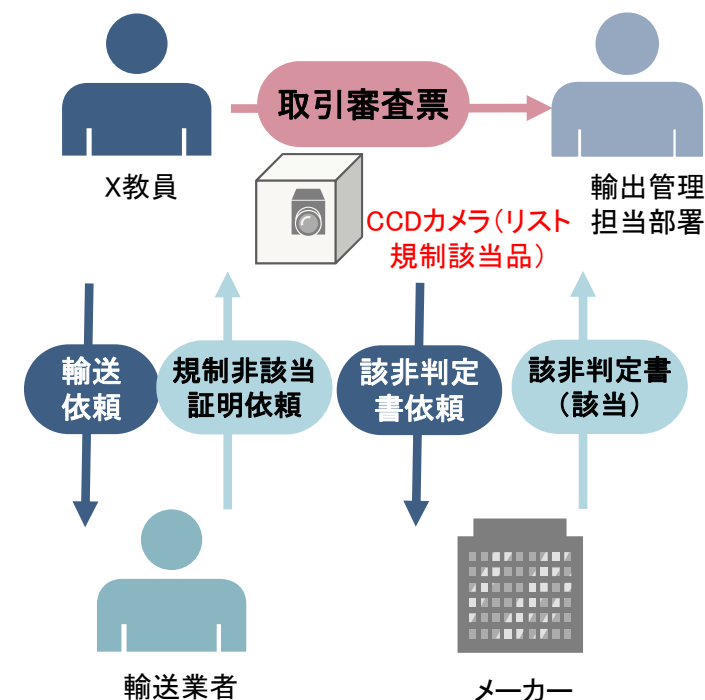 取引審査票
X教員
輸出管理
担当部署
CCDカメラ(リスト
規制該当品)
輸送
依頼
規制非該当
証明依頼
該非判定
書依頼
該非判定書
(該当)
輸送業者
メーカー